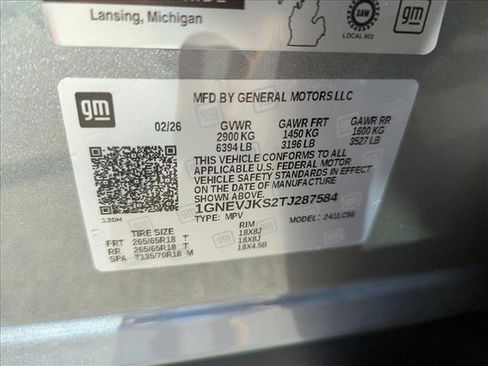 Lansing, Michigan
UAW
LOCAL 602
gm
gm
MFD BY GENERAL MOTORS LLC
02/26 GVWR GAWR FRT GAWR RR
2900 KG 1450 KG 1600 KG
6394 LB 3196 LB 3527 LB
THIS VEHICLE CONFORMS TO ALL
APPLICABLE U.S. FEDERAL MOTOR
VEHICLE SAFETY STANDARDS IN EFFECT
ON THE DATE OF MANUFACTURE
SHOWN ABOVE.
1GNEVJKS2TJ287584
TYPE: MPV MODEL:
TIRE SIZE RIM
FRT 265/65R18 T 18X8J
RR 265/65R18 T 18X8J
SPA T135/70R18 M 18X4.5B